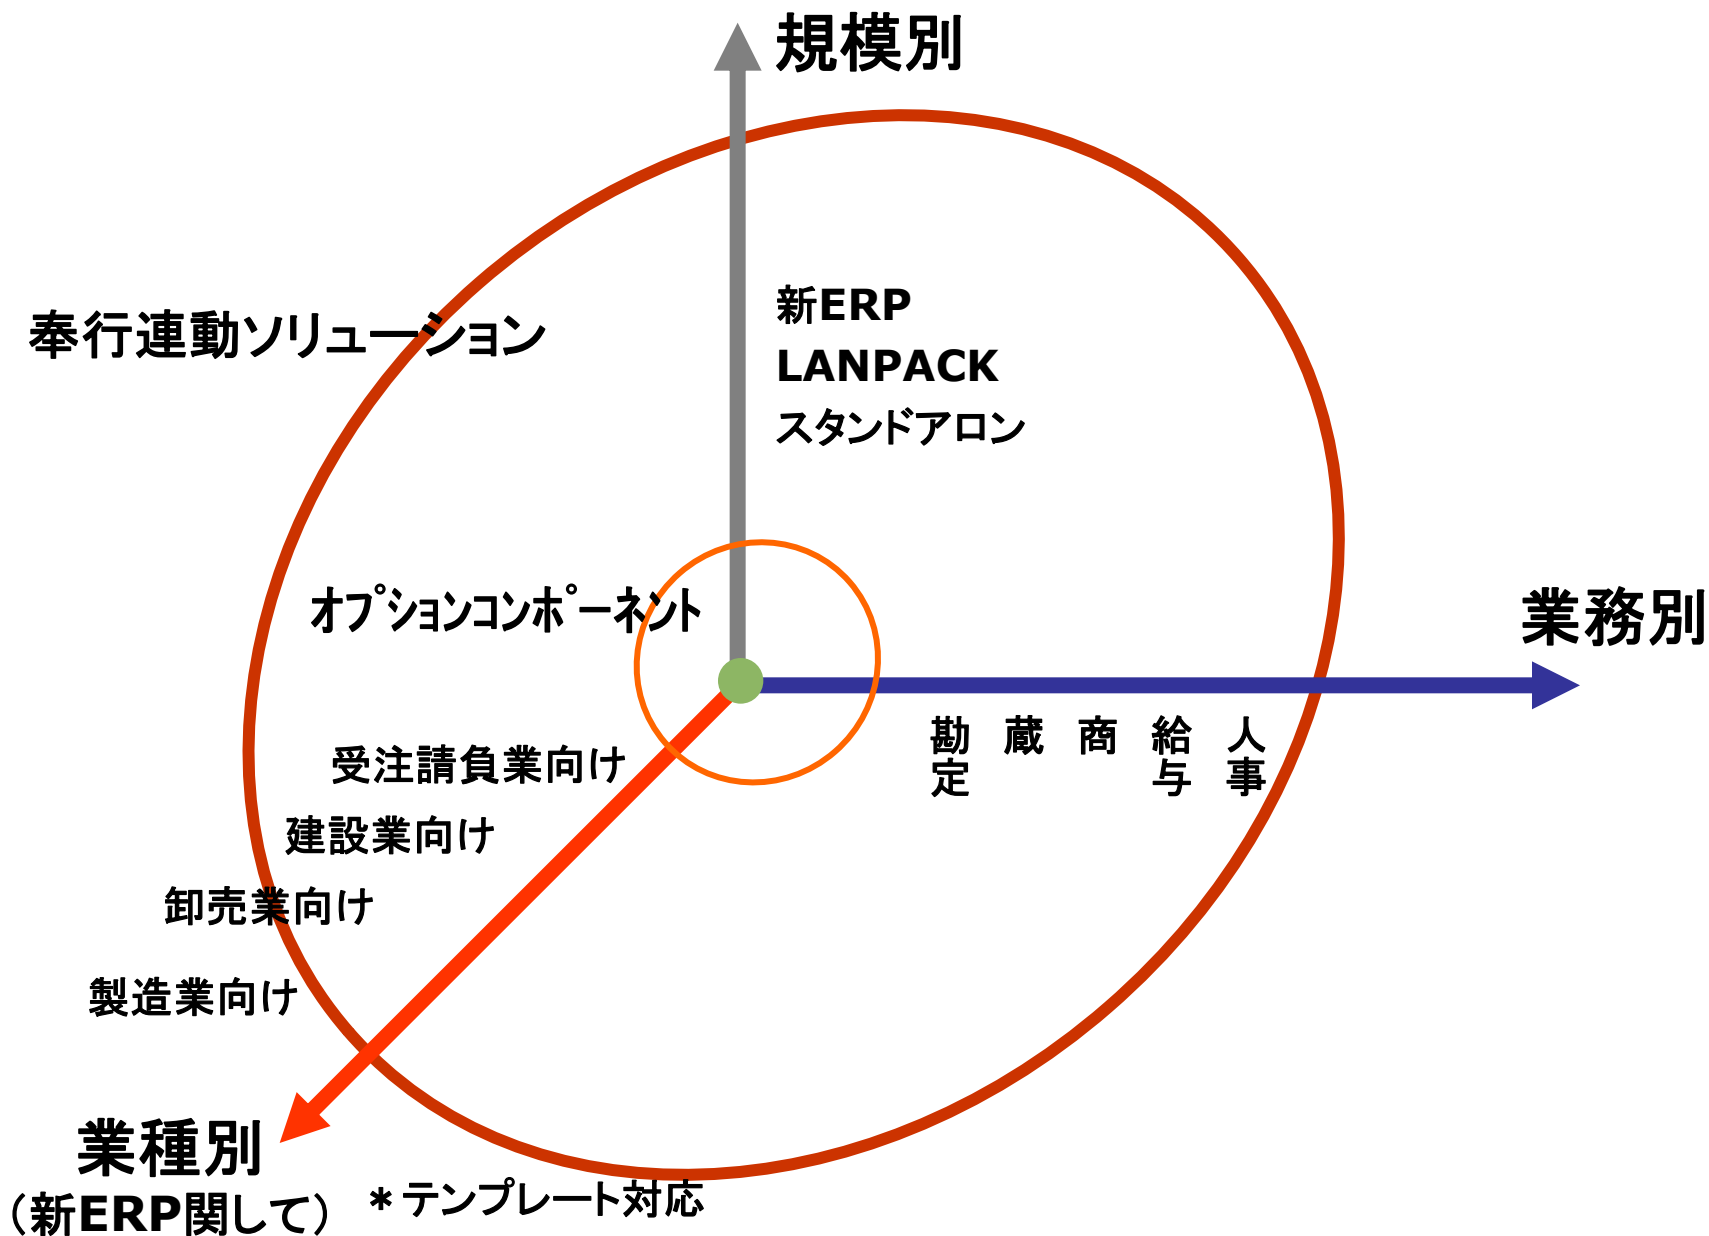 規模別
新ERP
LANPACK
スタンドアロン
奉行連動ソリューション
オプションコンポーネント
業務別
勘定
蔵
商
給与
人事
受注請負業向け
建設業向け
卸売業向け
製造業向け
業種別
（新ERP関して）
＊テンプレート対応